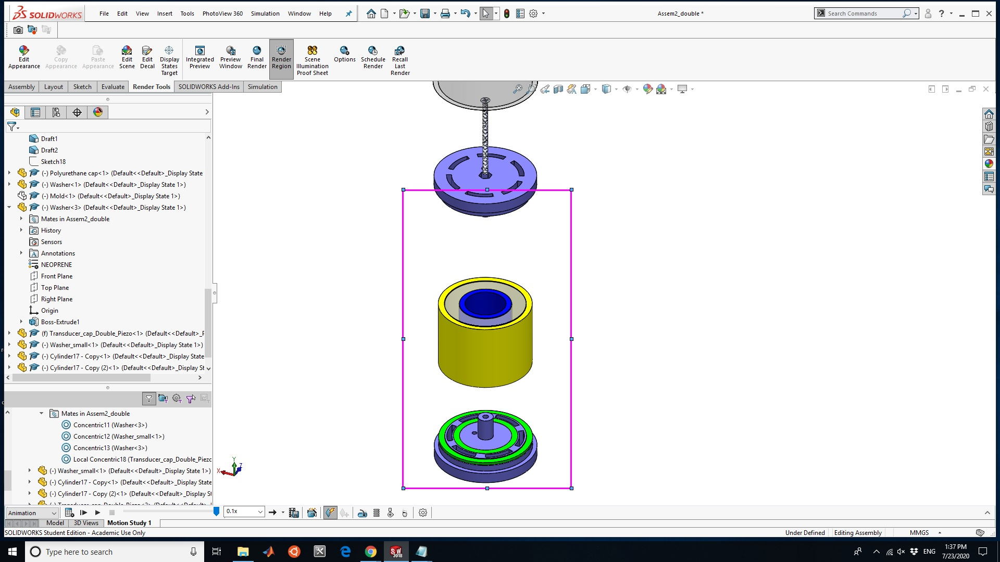 SOLIDWORKS
File Edit View Insert Tools PhotoView 360 Simulation Window Help
Assem2_double *
Search Commands
Edit Appearance
Copy Appearance
Paste Appearance
Edit Scene
Edit Decal
Display States Target
Integrated Preview
Preview Window
Final Render
Render Region
Scene Illumination Proof Sheet
Options
Schedule Render
Recall Last Render
Assembly Layout Sketch Evaluate Render Tools SOLIDWORKS Add-Ins Simulation
Draft1
Draft2
Sketch18
(-) Polyurethane cap<1> (Default<<Default>_Display State
(-) Washer<1> (Default<<Default>_Display State 1>)
(-) Mold<1> (Default<<Default>_Display State 1>)
(-) Washer<3> (Default<<Default>_Display State 1>)
Mates in Assem2_double
History
Sensors
Annotations
NEOPRENE
Front Plane
Top Plane
Right Plane
Origin
Boss-Extrude1
(f) Transducer_cap_Double_Piezo<1> (Default<<Default>_
(-) Washer_small<1> (Default<<Default>_Display State 1>)
(-) Cylinder17 - Copy<1> (Default<<Default>_Display State
(-) Cylinder17 - Copy (2)<1> (Default<<Default>_Display St
Mates in Assem2_double
Concentric11 (Washer<3>)
Concentric12 (Washer_small<1>)
Concentric13 (Washer<3>)
Local Concentric18 (Transducer_cap_Double_Piezo
(-) Washer_small<1> (Default<<Default>_Display State 1>)
(-) Cylinder17 - Copy<1> (Default<<Default>_Display State
(-) Cylinder17 - Copy (2)<1> (Default<<Default>_Display St
X Y Z
Animation
0.1x
Model 3D Views Motion Study 1
SOLIDWORKS Student Edition - Academic Use Only
Under Defined Editing Assembly MMGS
Type here to search
SW 2018
ENG
1:37 PM
7/23/2020